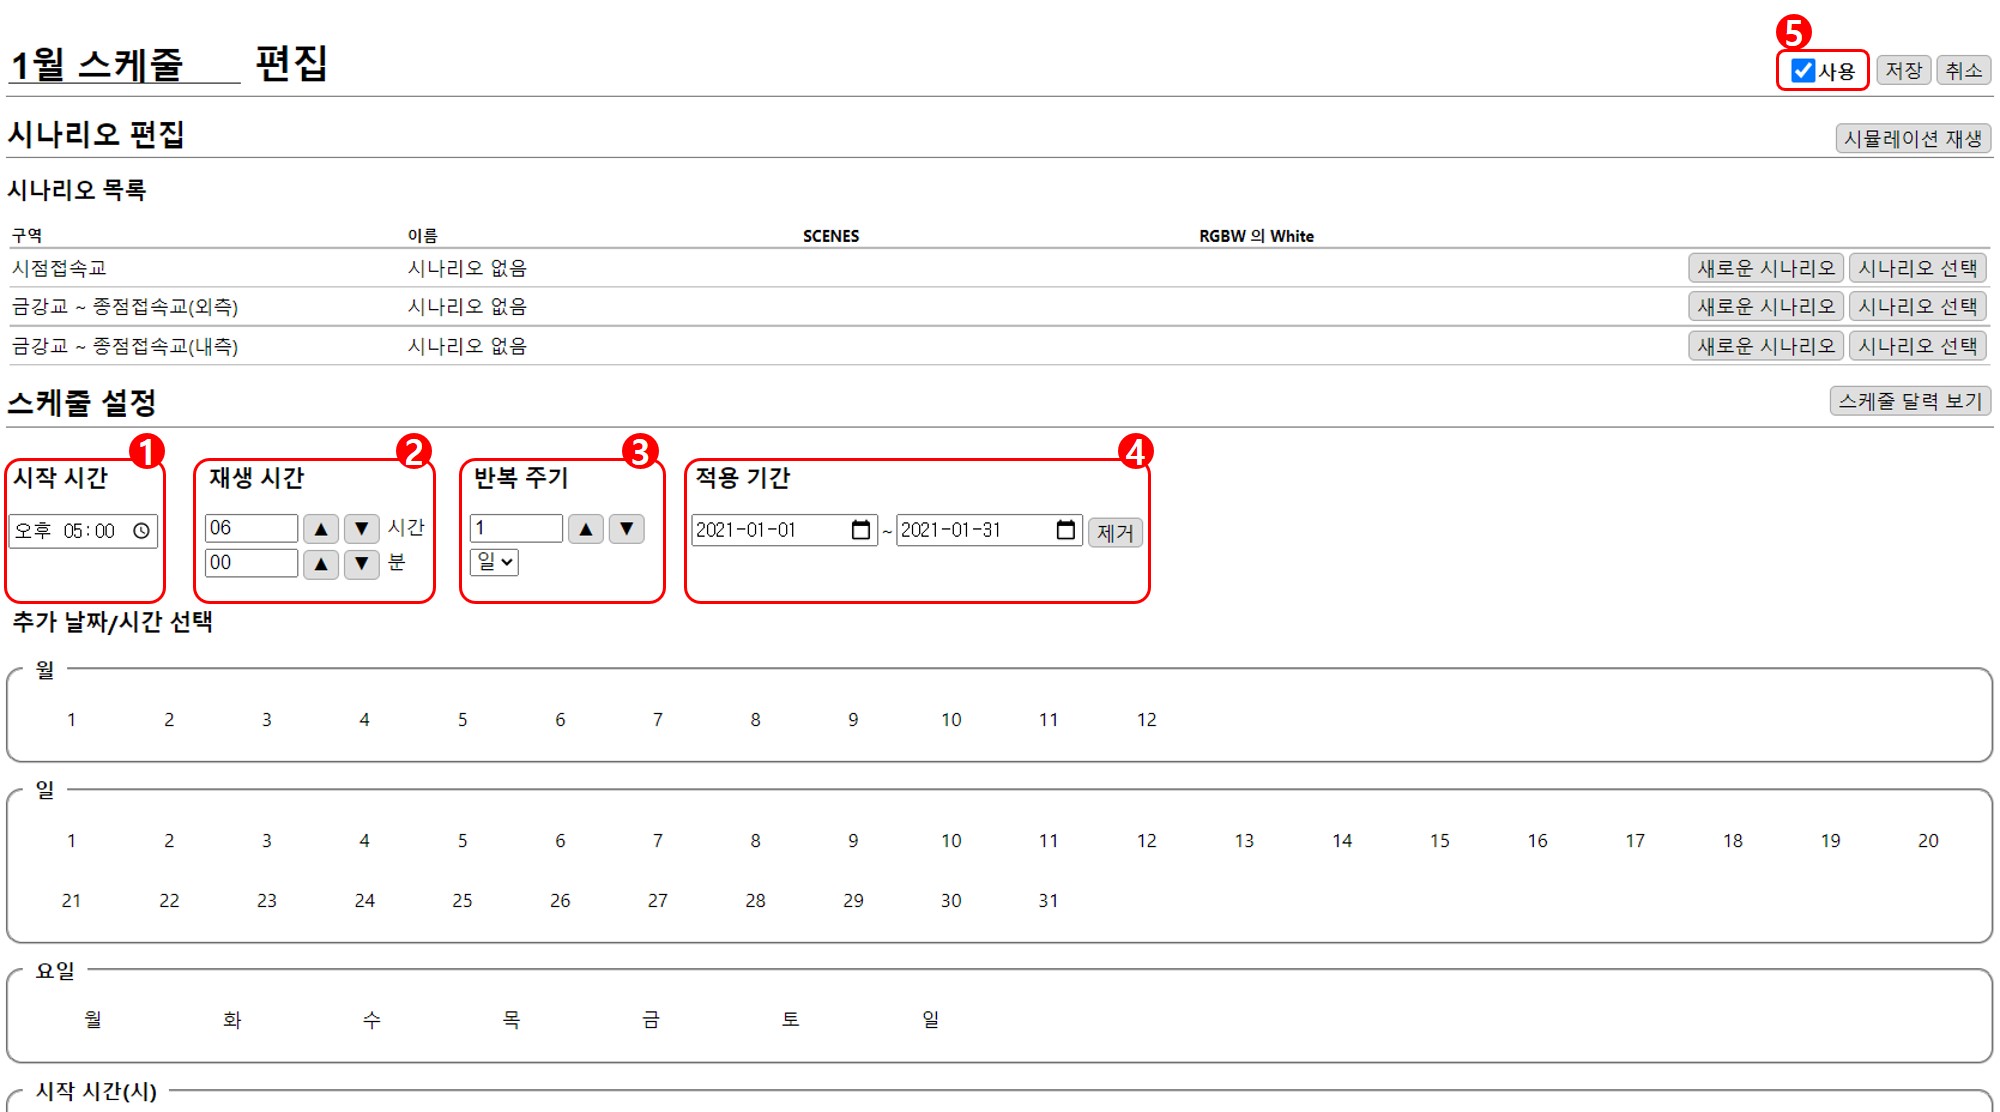 5
1월 스케줄 편집
사용 저장 취소
시나리오 편집
시뮬레이션 재생
시나리오 목록
구역 이름 SCENES RGBW 의 White
시점접속교 시나리오 없음 새로운 시나리오 시나리오 선택
금강교 ~ 종점접속교(외측) 시나리오 없음 새로운 시나리오 시나리오 선택
금강교 ~ 종점접속교(내측) 시나리오 없음 새로운 시나리오 시나리오 선택
스케줄 설정
스케줄 달력 보기
1 2 3 4
시작 시간 재생 시간 반복 주기 적용 기간
오후 05:00 06 ▲ ▼ 시간 1 ▲ ▼ 2021-01-01 ~ 2021-01-31 제거
00 ▲ ▼ 분 일
추가 날짜/시간 선택
월
1 2 3 4 5 6 7 8 9 10 11 12
일
1 2 3 4 5 6 7 8 9 10 11 12 13 14 15 16 17 18 19 20
21 22 23 24 25 26 27 28 29 30 31
요일
월 화 수 목 금 토 일
시작 시간(시)